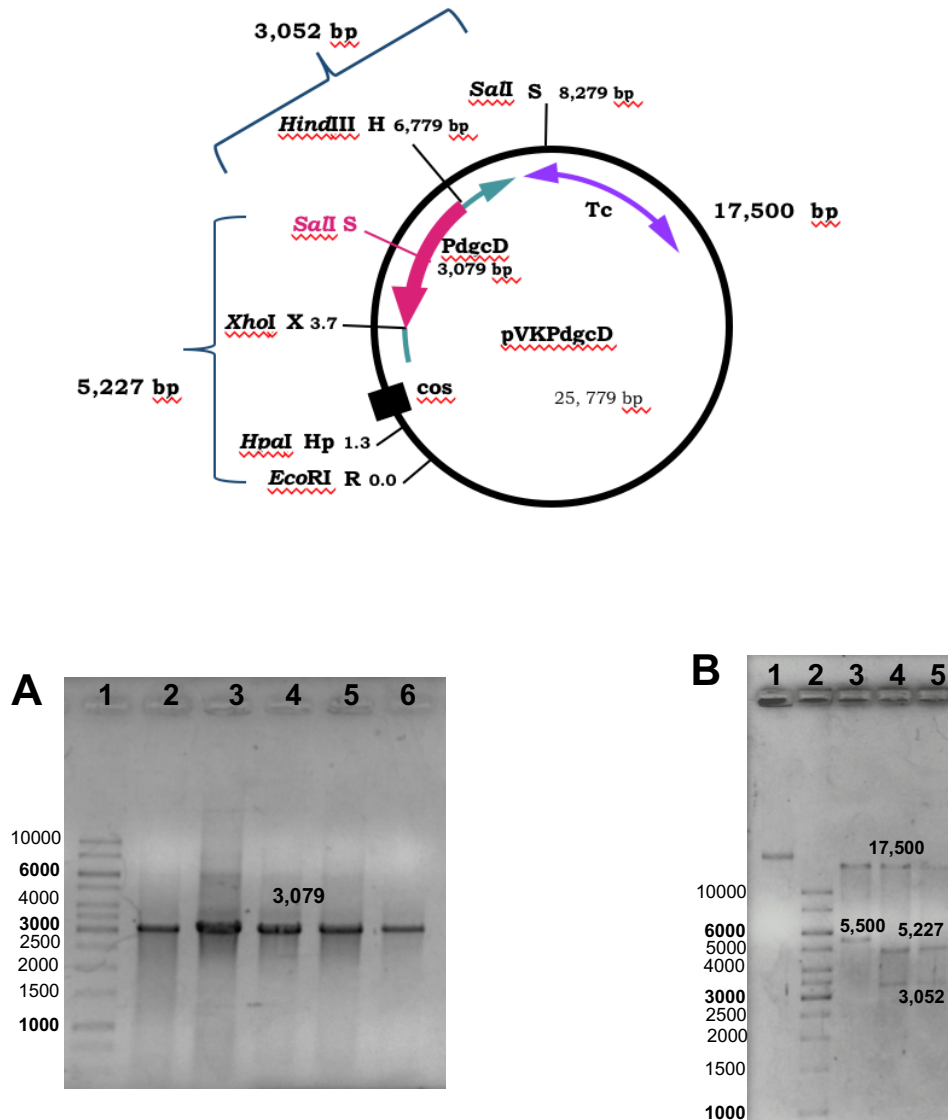 3,052 bp
SalI S 8,279 bp
HindIII H 6,779 bp
Tc
17,500 bp
SalI S
PdgcD
3,079 bp
XhoI X 3.7
pVKPdgcD
5,227 bp
cos
25, 779 bp
HpaI Hp 1.3
EcoRI R 0.0
A
1 2 3 4 5 6
10000
6000
4000
3000
2500
2000
1500
1000
3,079
B
1 2 3 4 5
17,500
10000
6000
5000
4000
3000
2500
2000
1500
1000
5,500 5,227
3,052